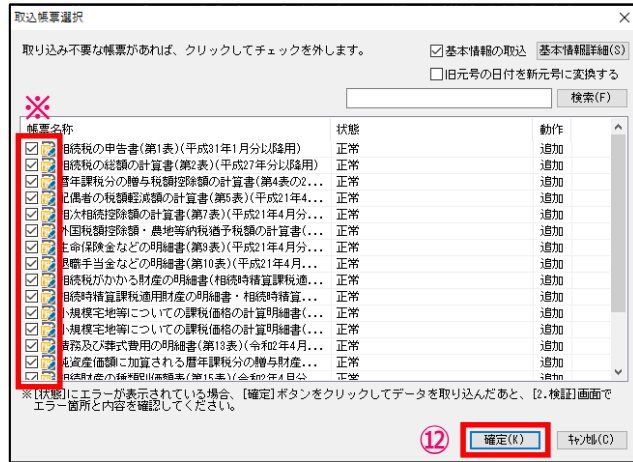 取込帳票選択
取り込み不要な帳票があれば、クリックしてチェックを外します。
基本情報の取込 基本情報詳細(S)
旧元号の日付を新元号に変換する
検索(F)
※
帳票名称 状態 動作
相続税の申告書(第1表)(平成31年1月分以降用) 正常 追加
相続税の総額の計算書(第2表)(平成27年分以降用) 正常 追加
暦年課税分の贈与税額控除額の計算書(第4表の2... 正常 追加
配偶者の税額軽減額の計算書(第5表)(平成21年4... 正常 追加
相次相続控除額の計算書(第7表)(平成21年4月分... 正常 追加
外国税額控除額・農地等納税猶予税額の計算書(... 正常 追加
生命保険金などの明細書(第9表)(平成21年4月分... 正常 追加
退職手当金などの明細書(第10表)(平成21年4月... 正常 追加
相続税がかかる財産の明細書(相続時精算課税適... 正常 追加
相続時精算課税適用財産の明細書・相続時精算... 正常 追加
小規模宅地等についての課税価格の計算明細書(... 正常 追加
小規模宅地等についての課税価格の計算明細書(... 正常 追加
債務及び葬式費用の明細書(第13表)(令和2年4月... 正常 追加
純資産価額に加算される暦年課税分の贈与財産... 正常 追加
相続財産の種類別価額表(第15表)(令和2年4月分... 正常 追加
※[状態]にエラーが表示されている場合、[確定]ボタンをクリックしてデータを取り込んだあと、[2.検証]画面で
エラー箇所と内容を確認してください。
⑫ 確定(K) キャンセル(C)